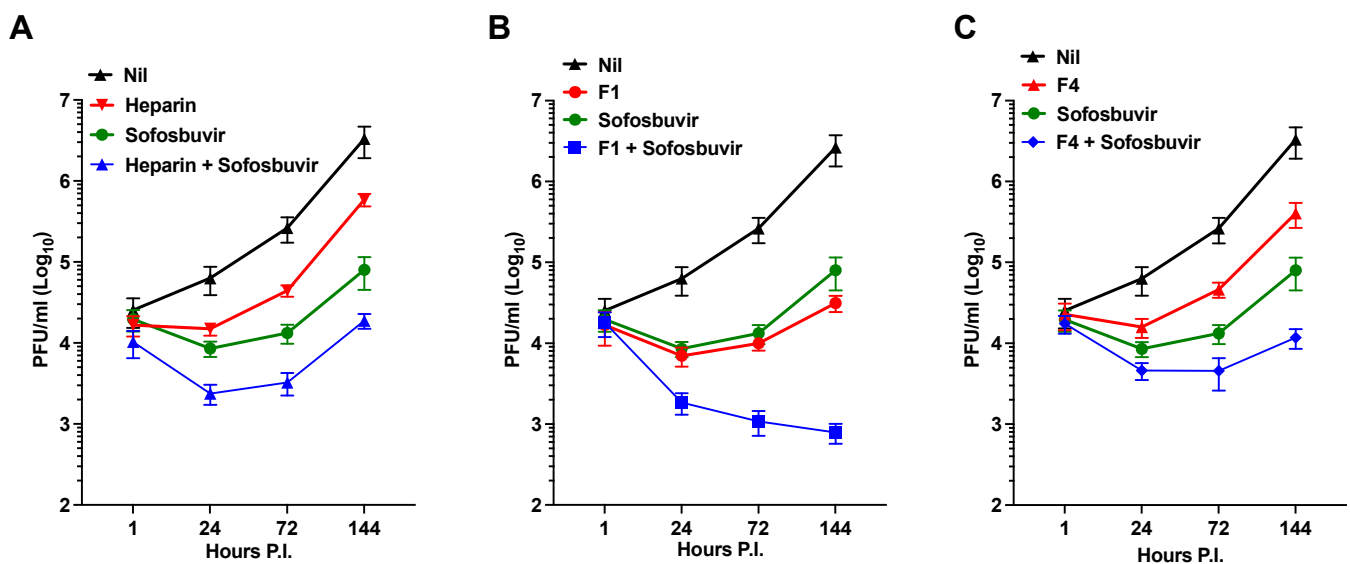 A
Nil
Heparin
Sofosbuvir
Heparin + Sofosbuvir
PFU/ml (Log10)
7
6
5
4
3
2
1 24 72 144
Hours P.I.
B
Nil
F1
Sofosbuvir
F1 + Sofosbuvir
PFU/ml (Log10)
7
6
5
4
3
2
1 24 72 144
Hours P.I.
C
Nil
F4
Sofosbuvir
F4 + Sofosbuvir
PFU/ml (Log10)
7
6
5
4
3
2
1 24 72 144
Hours P.I.